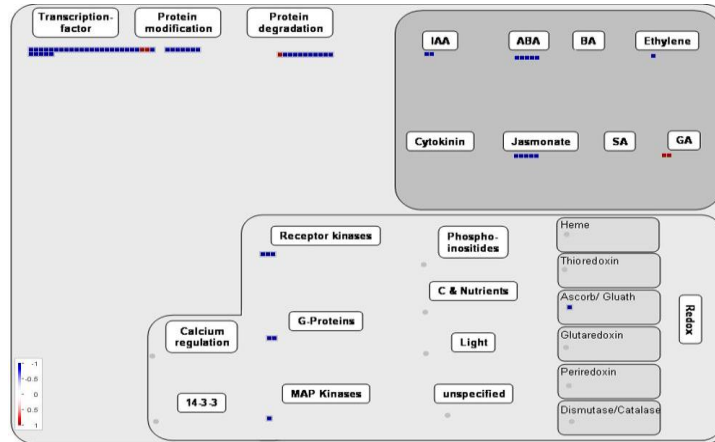 Transcription-
factor
Protein
modification
Protein
degradation
IAA
ABA
BA
Ethylene
Cytokinin
Jasmonate
SA
GA
Receptor kinases
Phospho-
inositides
Heme
Thioredoxin
C & Nutrients
Ascorb/ Gluath
G-Proteins
Calcium
regulation
Light
Glutaredoxin
Redox
Periredoxin
14-3-3
MAP Kinases
unspecified
Dismutase/Catalase
-1
-0.5
0
0.5
1